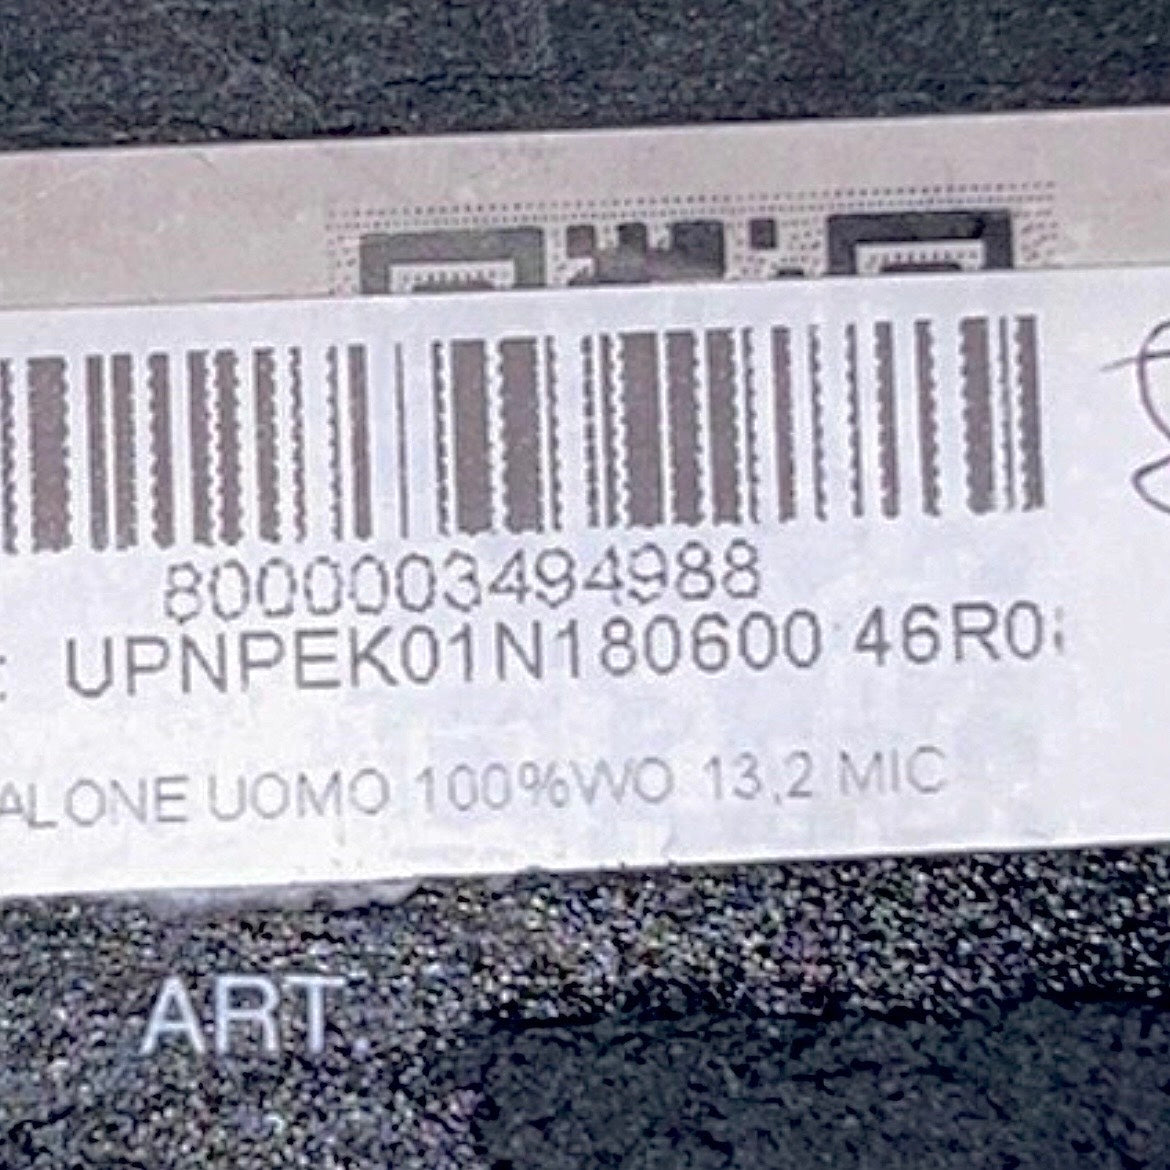 8000003494988
UPNPEK01N180600 46R0
ALONE UOMO 100%WO 13,2 MIC
ART.